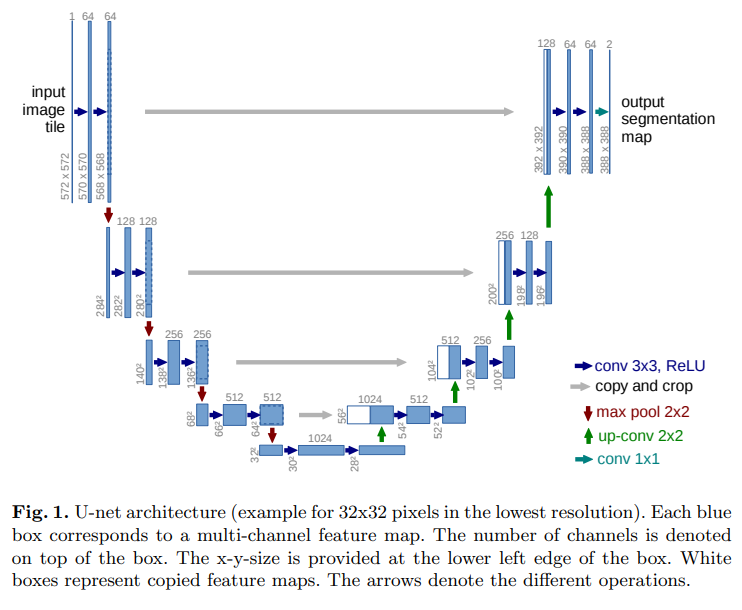 1 64 64
input
image
tile
572 x 572
570 x 570
568 x 568
128 64 64 2
output
segmentation
map
392 x 392
390 x 390
388 x 388
388 x 388
128 128
284²
282²
280²
256 128
200²
198²
196²
256 256
140²
138²
136²
512 256
104²
102²
100²
512 512
68²
66²
64²
1024 512
56²
54²
52²
1024
32²
30²
28²
conv 3x3, ReLU
copy and crop
max pool 2x2
up-conv 2x2
conv 1x1
Fig. 1. U-net architecture (example for 32x32 pixels in the lowest resolution). Each blue
box corresponds to a multi-channel feature map. The number of channels is denoted
on top of the box. The x-y-size is provided at the lower left edge of the box. White
boxes represent copied feature maps. The arrows denote the different operations.